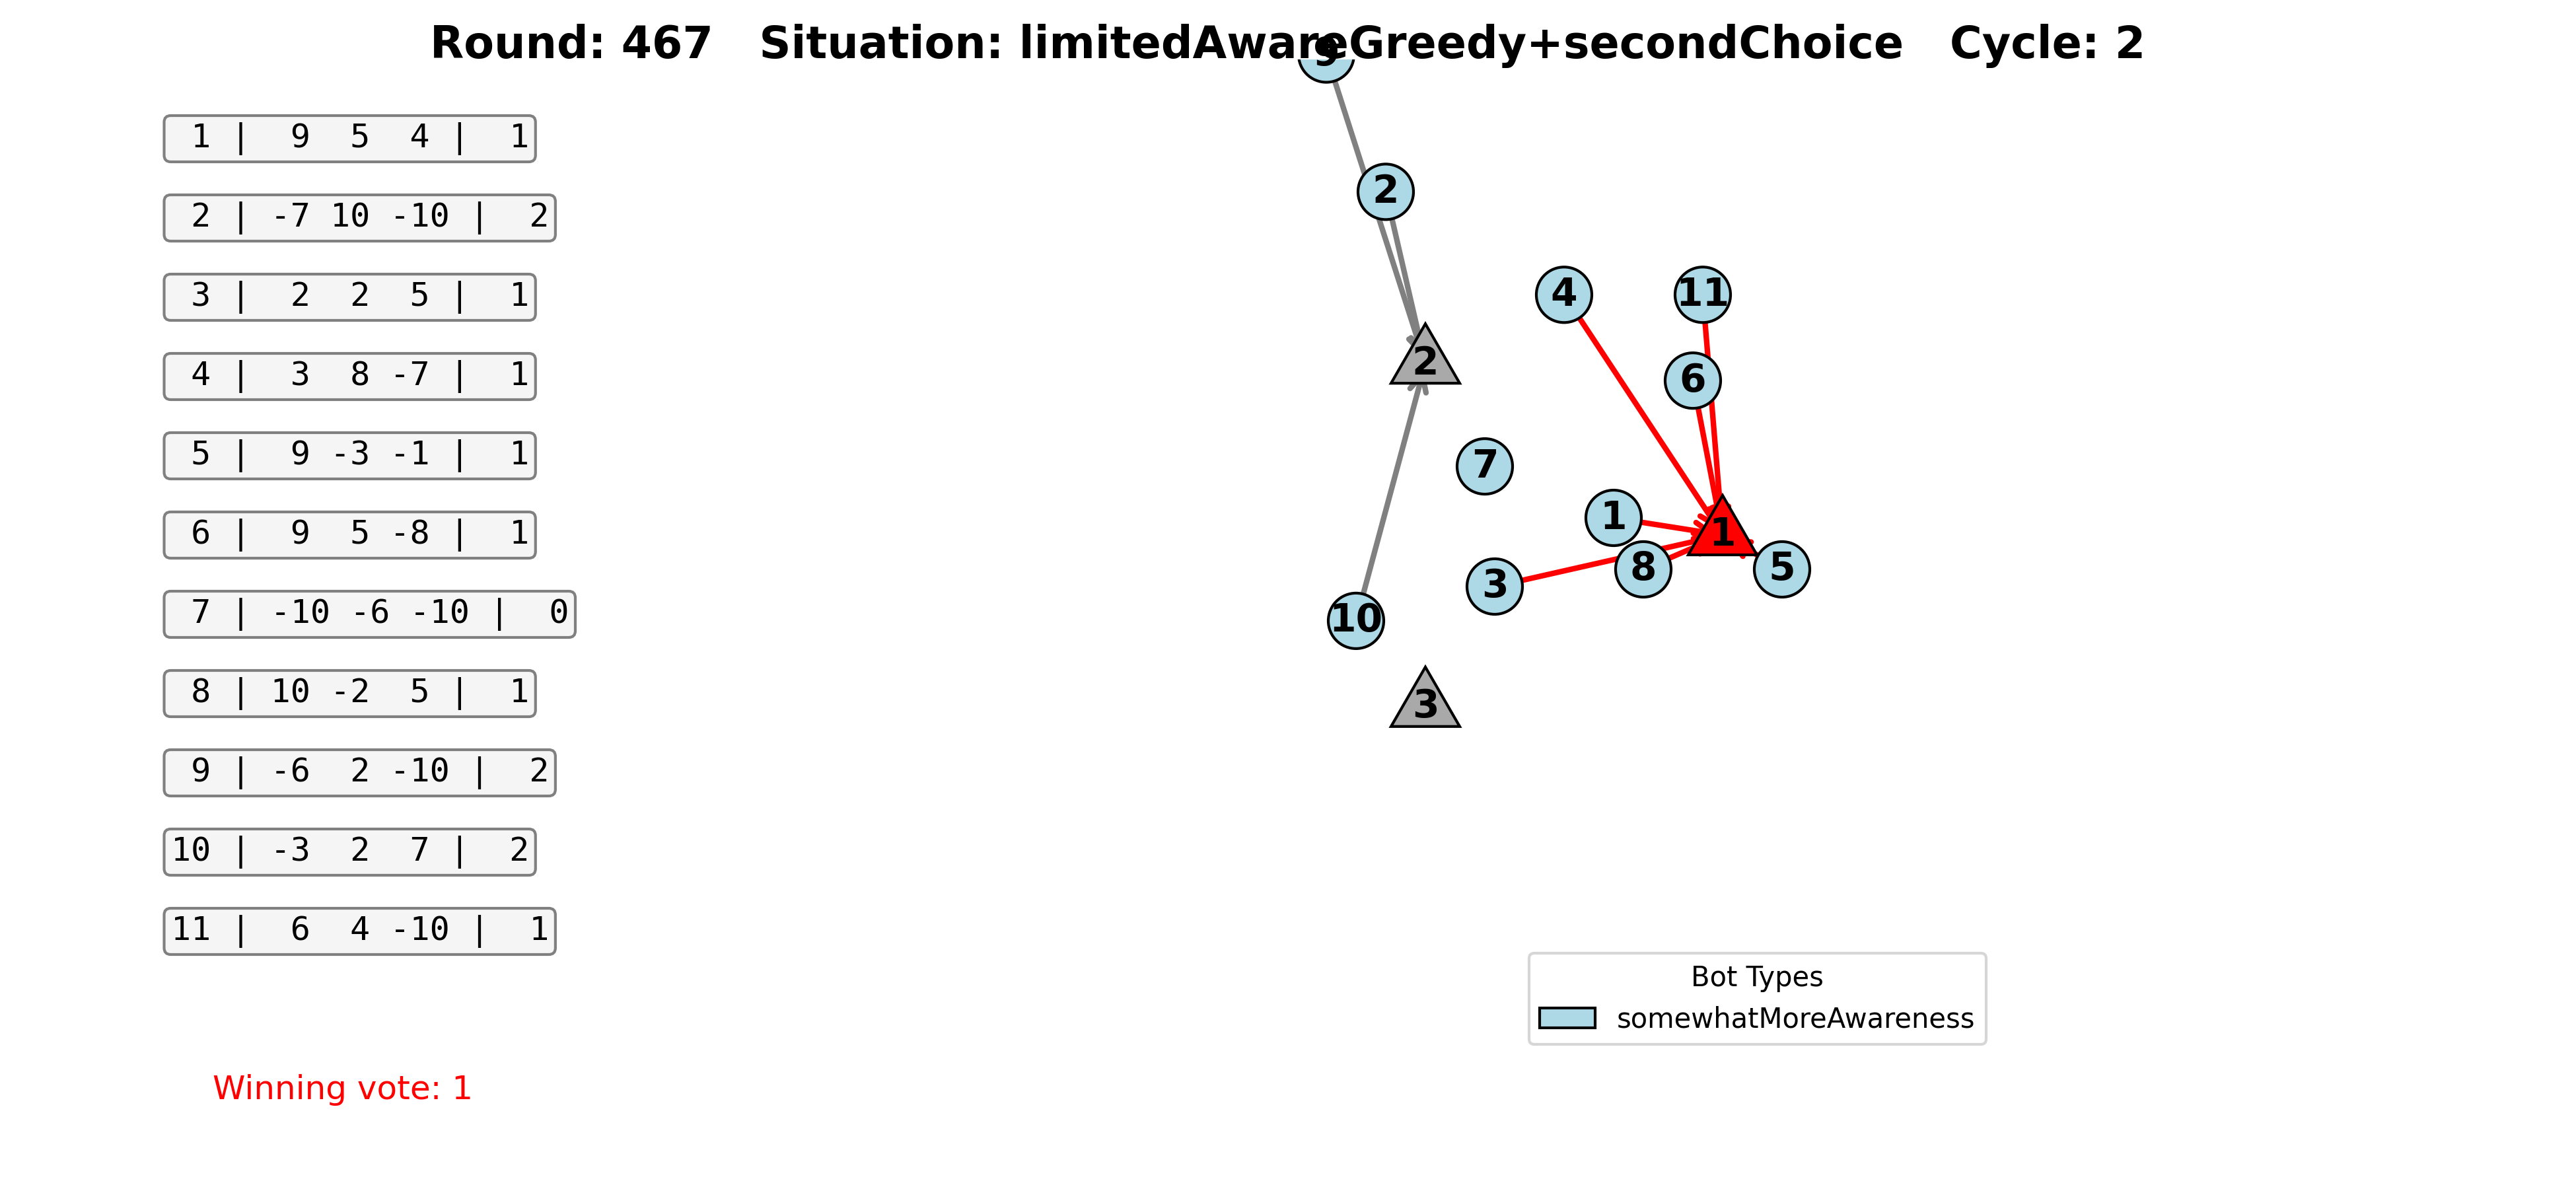 Round: 467   Situation: limitedAwareGreedy+secondChoice   Cycle: 2
1 |  9  5  4 |  1
2 | -7 10 -10 |  2
3 |  2  2  5 |  1
4 |  3  8 -7 |  1
5 |  9 -3 -1 |  1
6 |  9  5 -8 |  1
7 | -10 -6 -10 |  0
8 | 10 -2  5 |  1
9 | -6  2 -10 |  2
10 | -3  2  7 |  2
11 |  6  4 -10 |  1
Winning vote: 1
2
4
11
2
6
7
1
1
8
5
3
10
3
Bot Types
somewhatMoreAwareness